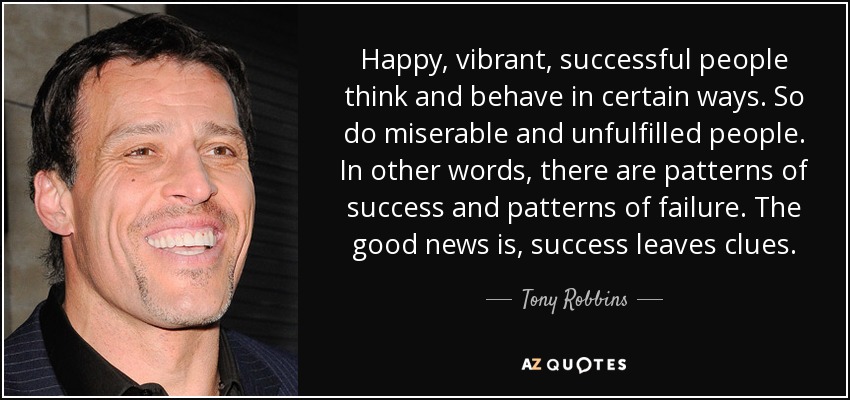 Happy, vibrant, successful people
think and behave in certain ways. So
do miserable and unfulfilled people.
In other words, there are patterns of
success and patterns of failure. The
good news is, success leaves clues.
Tony Robbins
AZ QUOTES